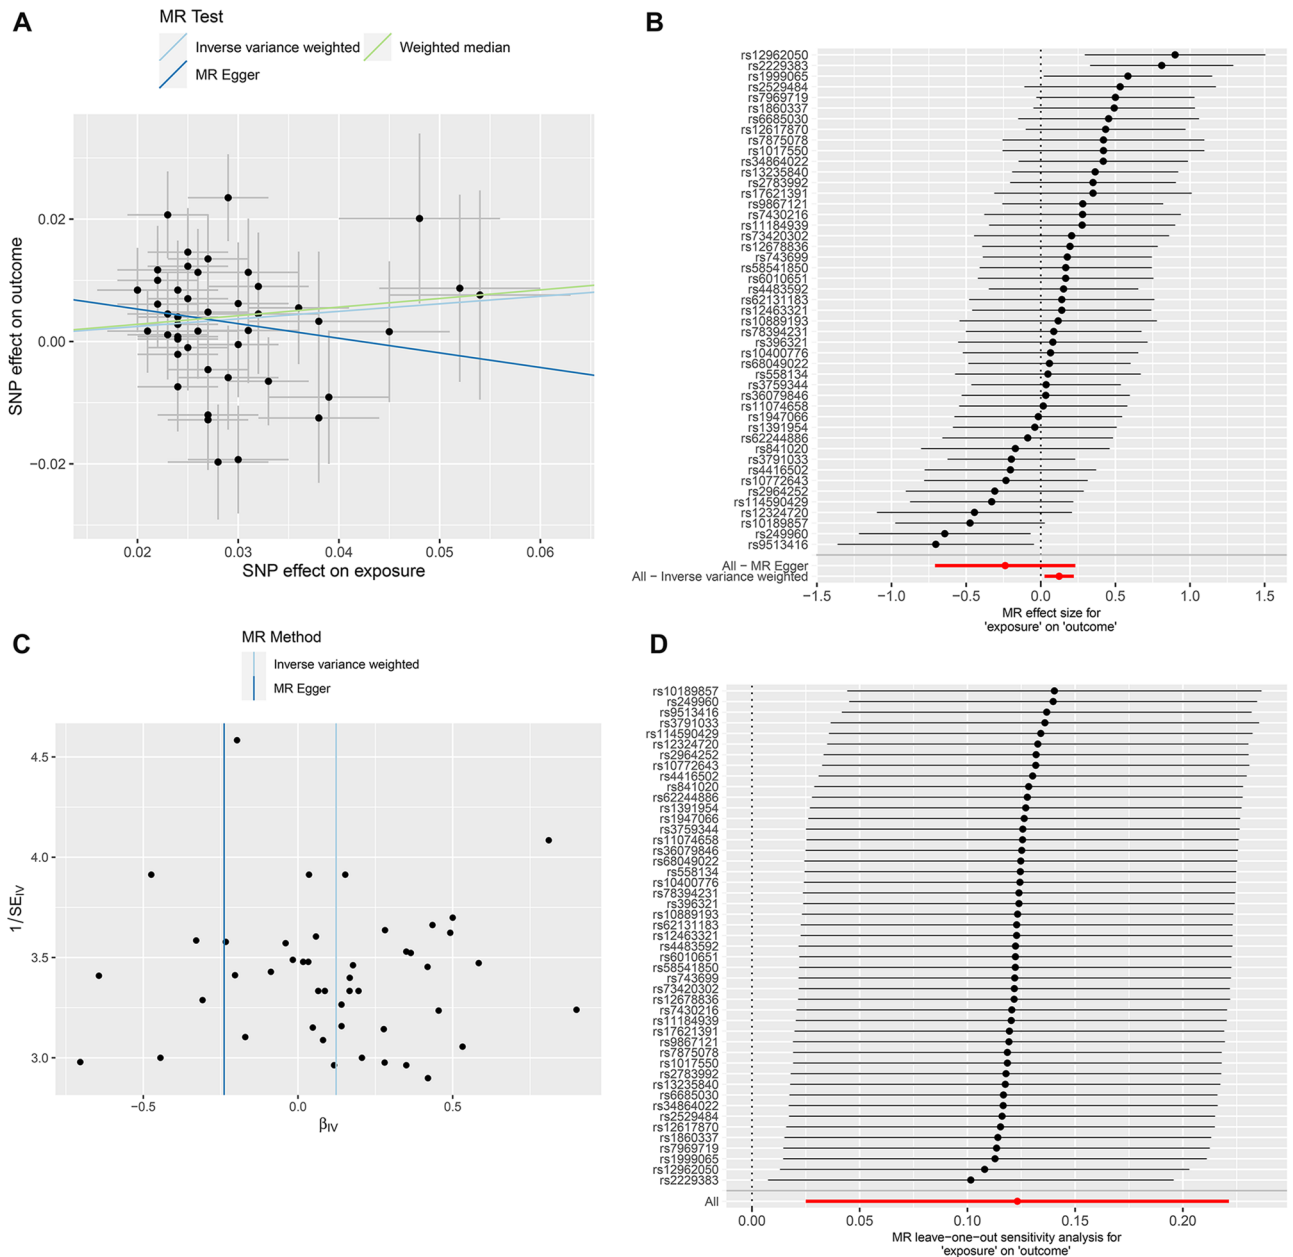 A
MR Test
Inverse variance weighted
Weighted median
MR Egger
SNP effect on outcome
0.02
0.00
−0.02
0.02
0.03
0.04
0.05
0.06
SNP effect on exposure
B
rs12962050
rs2229383
rs1999065
rs2529484
rs7969719
rs1860337
rs6685030
rs12617870
rs7875078
rs1017550
rs34864022
rs13235840
rs2783992
rs17621391
rs9867121
rs7430216
rs11184939
rs73420302
rs12678836
rs743699
rs58541850
rs6010651
rs4483592
rs62131183
rs12463321
rs10889193
rs78394231
rs396321
rs10400776
rs68049022
rs558134
rs3759344
rs36079846
rs11074658
rs1947066
rs1391954
rs62244886
rs841020
rs3791033
rs4416502
rs10772643
rs2964252
rs114590429
rs12324720
rs10189857
rs249960
rs9513416
All − MR Egger
All − Inverse variance weighted
−1.5
−1.0
−0.5
0.0
0.5
1.0
1.5
MR effect size for
'exposure' on 'outcome'
C
MR Method
Inverse variance weighted
MR Egger
1/SEIV
4.5
4.0
3.5
3.0
−0.5
0.0
0.5
βIV
D
rs10189857
rs249960
rs9513416
rs3791033
rs114590429
rs12324720
rs2964252
rs10772643
rs4416502
rs841020
rs62244886
rs1391954
rs1947066
rs3759344
rs11074658
rs36079846
rs68049022
rs558134
rs10400776
rs78394231
rs396321
rs10889193
rs62131183
rs12463321
rs4483592
rs6010651
rs58541850
rs743699
rs73420302
rs12678836
rs7430216
rs11184939
rs17621391
rs9867121
rs7875078
rs1017550
rs2783992
rs13235840
rs6685030
rs34864022
rs2529484
rs12617870
rs1860337
rs7969719
rs1999065
rs12962050
rs2229383
All
0.00
0.05
0.10
0.15
0.20
MR leave−one−out sensitivity analysis for
'exposure' on 'outcome'